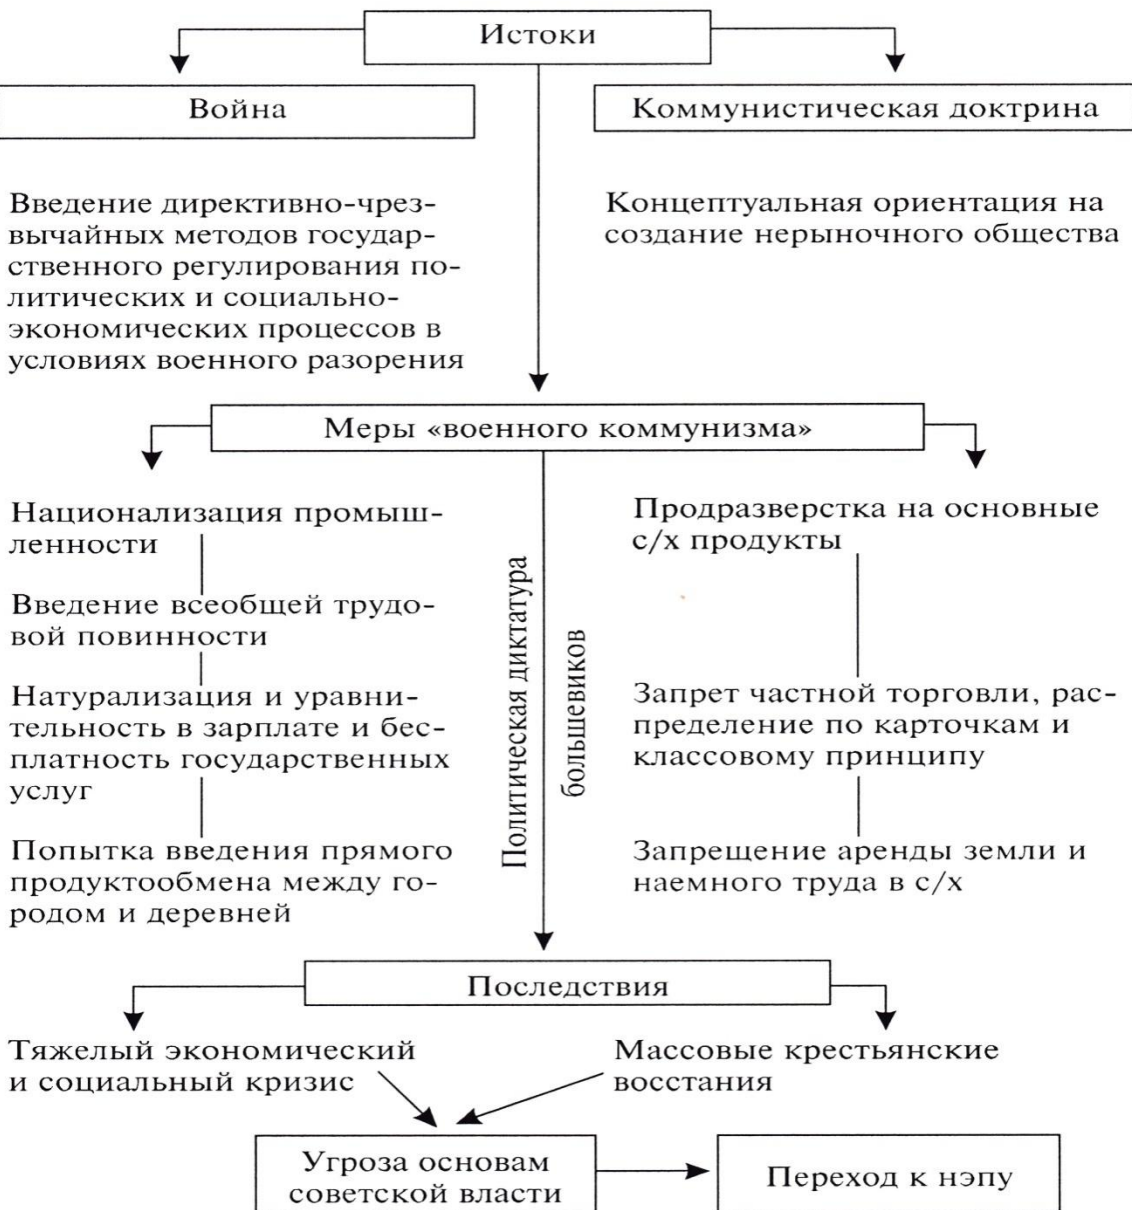 Истоки
Война
Коммунистическая доктрина
Введение директивно-чрез-
вычайных методов государ-
ственного регулирования по-
литических и социально-
экономических процессов в
условиях военного разорения
Концептуальная ориентация на
создание нерыночного общества
Меры «военного коммунизма»
Национализация промыш-
ленности
Введение всеобщей трудо-
вой повинности
Натурализация и уравни-
тельность в зарплате и бес-
платность государственных
услуг
Попытка введения прямого
продуктообмена между го-
родом и деревней
Политическая диктатура
большевиков
Продразверстка на основные
с/х продукты
Запрет частной торговли, рас-
пределение по карточкам и
классовому принципу
Запрещение аренды земли и
наемного труда в с/х
Последствия
Тяжелый экономический
и социальный кризис
Массовые крестьянские
восстания
Угроза основам
советской власти
Переход к нэпу